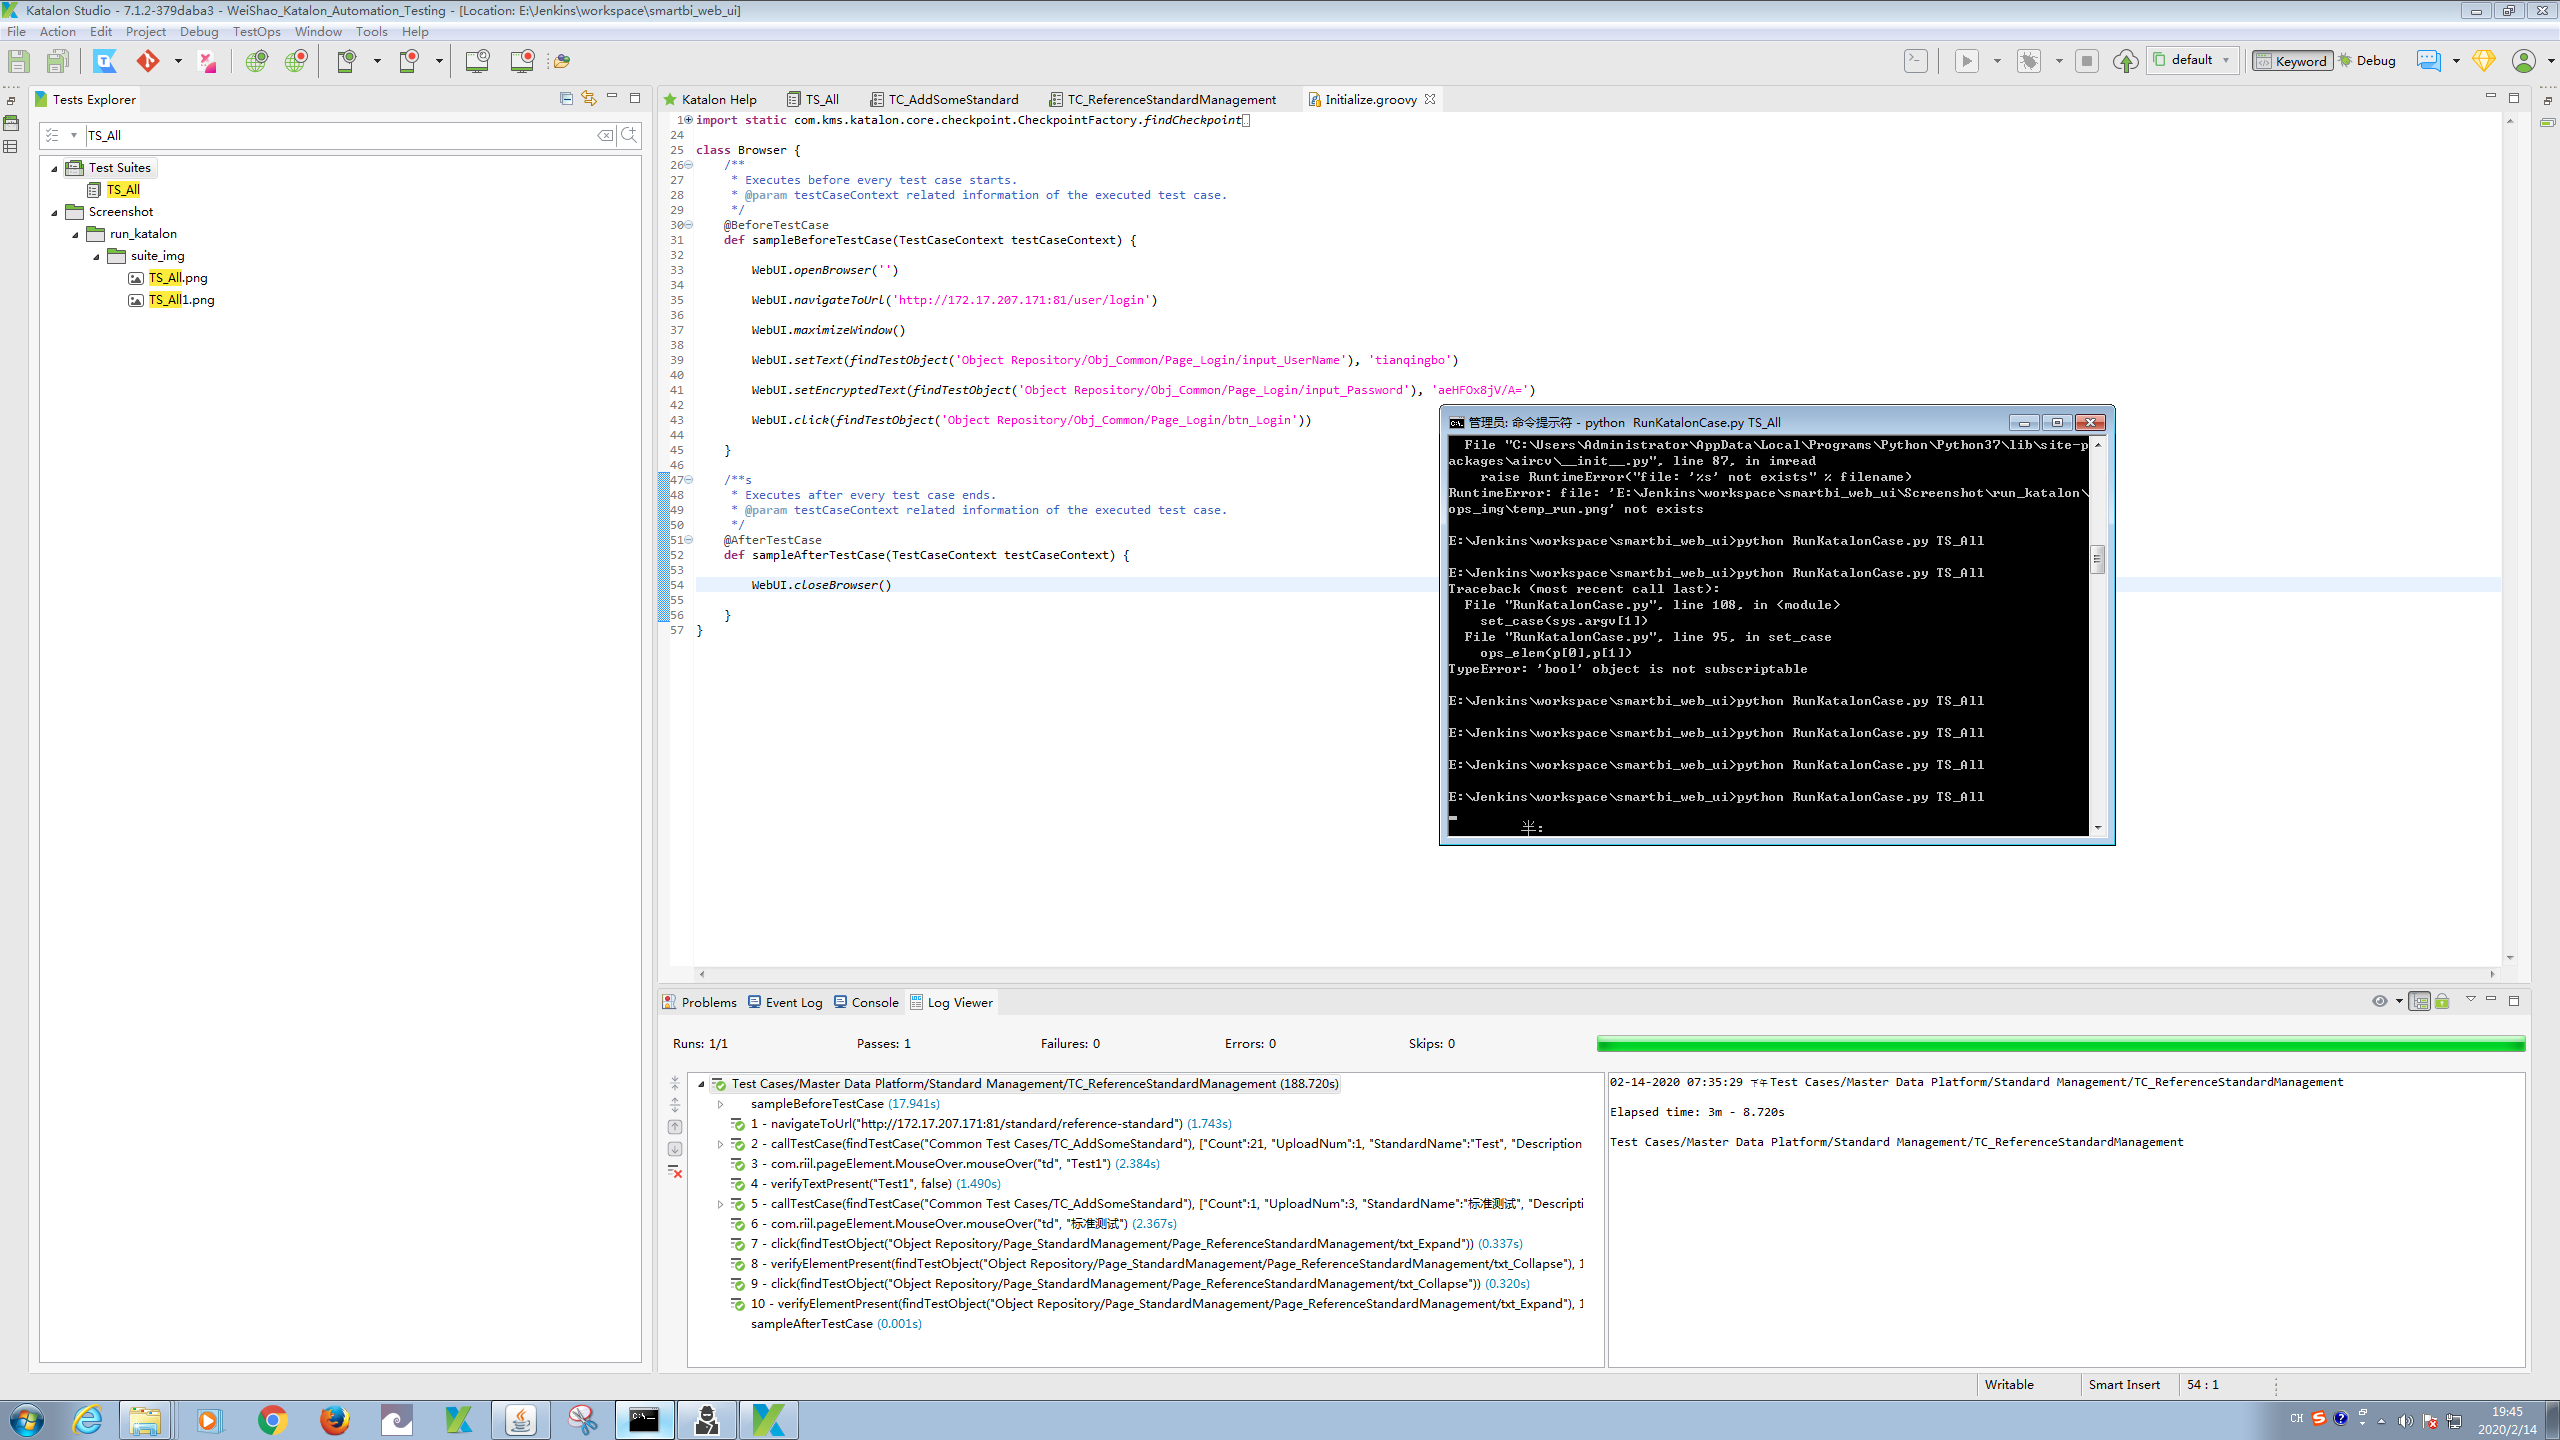 Katalon Studio - 7.1.2-379daba3 - WeiShao_Katalon_Automation_Testing - [Location: E:\Jenkins\workspace\smartbi_web_ui]
File Action Edit Project Debug TestOps Window Tools Help
default Keyword Debug
Tests Explorer
TS_All
Test Suites
TS_All
Screenshot
run_katalon
suite_img
TS_All.png
TS_All1.png
Katalon Help TS_All TC_AddSomeStandard TC_ReferenceStandardManagement Initialize.groovy
1 import static com.kms.katalon.core.checkpoint.CheckpointFactory.findCheckpoint
24
25 class Browser {
26 /**
27 * Executes before every test case starts.
28 * @param testCaseContext related information of the executed test case.
29 */
30 @BeforeTestCase
31 def sampleBeforeTestCase(TestCaseContext testCaseContext) {
32
33 WebUI.openBrowser('')
34
35 WebUI.navigateToUrl('http://172.17.207.171:81/user/login')
36
37 WebUI.maximizeWindow()
38
39 WebUI.setText(findTestObject('Object Repository/Obj_Common/Page_Login/input_UserName'), 'tianqingbo')
40
41 WebUI.setEncryptedText(findTestObject('Object Repository/Obj_Common/Page_Login/input_Password'), 'aeHFOx8jV/A=')
42
43 WebUI.click(findTestObject('Object Repository/Obj_Common/Page_Login/btn_Login'))
44
45 }
46
47 /**s
48 * Executes after every test case ends.
49 * @param testCaseContext related information of the executed test case.
50 */
51 @AfterTestCase
52 def sampleAfterTestCase(TestCaseContext testCaseContext) {
53
54 WebUI.closeBrowser()
55
56 }
57 }
管理员: 命令提示符 - python RunKatalonCase.py TS_All
File "C:\Users\Administrator\AppData\Local\Programs\Python\Python37\lib\site-p
ackages\aircv\__init__.py", line 87, in imread
raise RuntimeError("file: '%s' not exists" % filename)
RuntimeError: file: 'E:\Jenkins\workspace\smartbi_web_ui\Screenshot\run_katalon\
ops_img\temp_run.png' not exists
E:\Jenkins\workspace\smartbi_web_ui>python RunKatalonCase.py TS_All
E:\Jenkins\workspace\smartbi_web_ui>python RunKatalonCase.py TS_All
Traceback (most recent call last):
File "RunKatalonCase.py", line 108, in <module>
set_case(sys.argv[1])
File "RunKatalonCase.py", line 95, in set_case
ops_elem(p[0],p[1])
TypeError: 'bool' object is not subscriptable
E:\Jenkins\workspace\smartbi_web_ui>python RunKatalonCase.py TS_All
E:\Jenkins\workspace\smartbi_web_ui>python RunKatalonCase.py TS_All
E:\Jenkins\workspace\smartbi_web_ui>python RunKatalonCase.py TS_All
E:\Jenkins\workspace\smartbi_web_ui>python RunKatalonCase.py TS_All
半:
Problems Event Log Console Log Viewer
Runs: 1/1 Passes: 1 Failures: 0 Errors: 0 Skips: 0
Test Cases/Master Data Platform/Standard Management/TC_ReferenceStandardManagement (188.720s)
sampleBeforeTestCase (17.941s)
1 - navigateToUrl("http://172.17.207.171:81/standard/reference-standard") (1.743s)
2 - callTestCase(findTestCase("Common Test Cases/TC_AddSomeStandard"), ["Count":21, "UploadNum":1, "StandardName":"Test", "Description
3 - com.riil.pageElement.MouseOver.mouseOver("td", "Test1") (2.384s)
4 - verifyTextPresent("Test1", false) (1.490s)
5 - callTestCase(findTestCase("Common Test Cases/TC_AddSomeStandard"), ["Count":1, "UploadNum":3, "StandardName":"标准测试", "Descripti
6 - com.riil.pageElement.MouseOver.mouseOver("td", "标准测试") (2.367s)
7 - click(findTestObject("Object Repository/Page_StandardManagement/Page_ReferenceStandardManagement/txt_Expand")) (0.337s)
8 - verifyElementPresent(findTestObject("Object Repository/Page_StandardManagement/Page_ReferenceStandardManagement/txt_Collapse"), 1
9 - click(findTestObject("Object Repository/Page_StandardManagement/Page_ReferenceStandardManagement/txt_Collapse")) (0.320s)
10 - verifyElementPresent(findTestObject("Object Repository/Page_StandardManagement/Page_ReferenceStandardManagement/txt_Expand"), 1
sampleAfterTestCase (0.001s)
02-14-2020 07:35:29 下午 Test Cases/Master Data Platform/Standard Management/TC_ReferenceStandardManagement
Elapsed time: 3m - 8.720s
Test Cases/Master Data Platform/Standard Management/TC_ReferenceStandardManagement
Writable Smart Insert 54 : 1
CH
19:45
2020/2/14